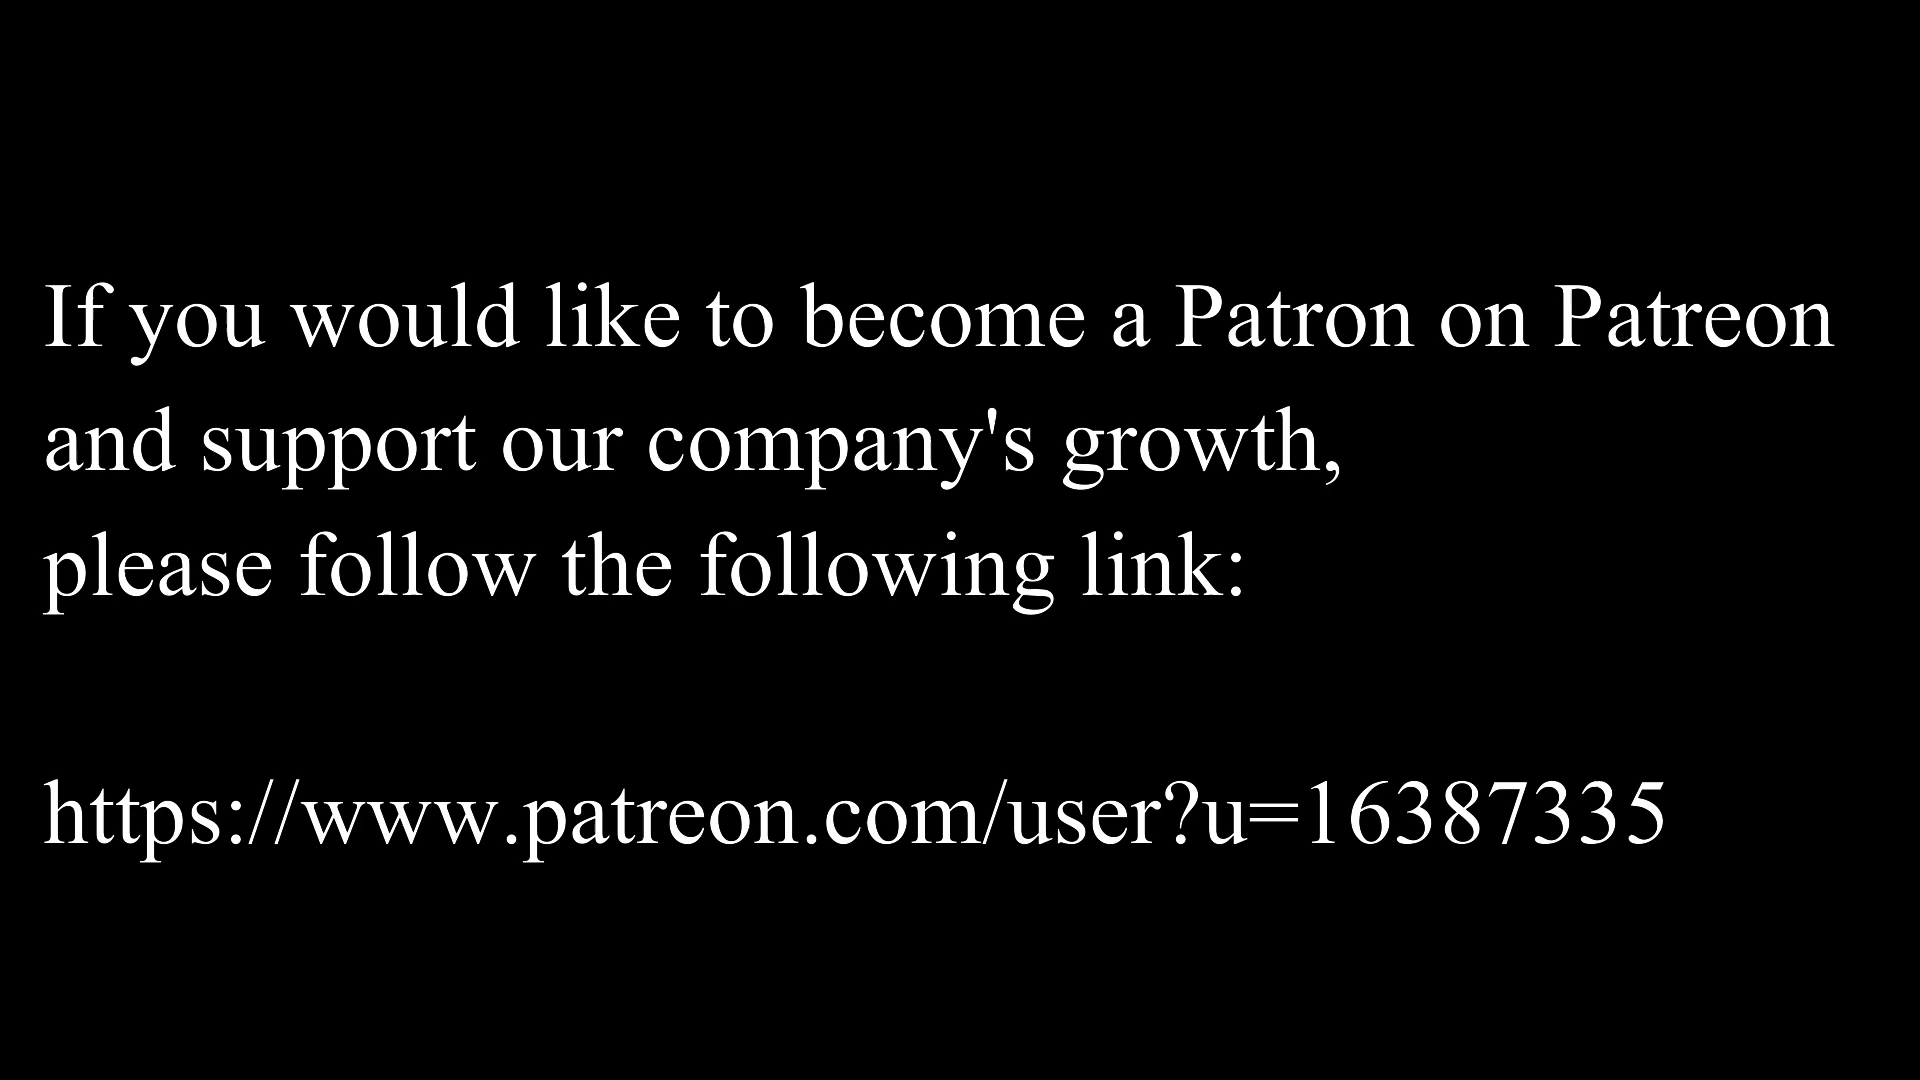 If you would like to become a Patron on Patreon
and support our company's growth,
please follow the following link:
https://www.patreon.com/user?u=16387335